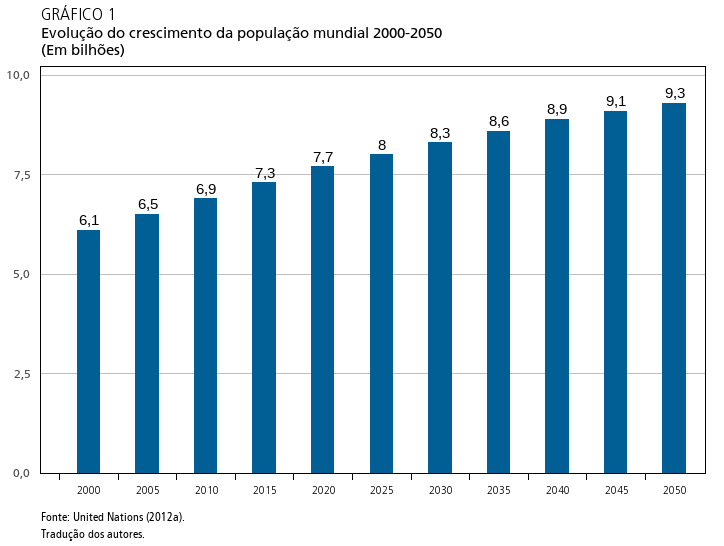 GRÁFICO 1
Evolução do crescimento da população mundial 2000-2050
(Em bilhões)
10,0
7,5
5,0
2,5
0,0
6,1
6,5
6,9
7,3
7,7
8
8,3
8,6
8,9
9,1
9,3
2000 2005 2010 2015 2020 2025 2030 2035 2040 2045 2050
Fonte: United Nations (2012a).
Tradução dos autores.